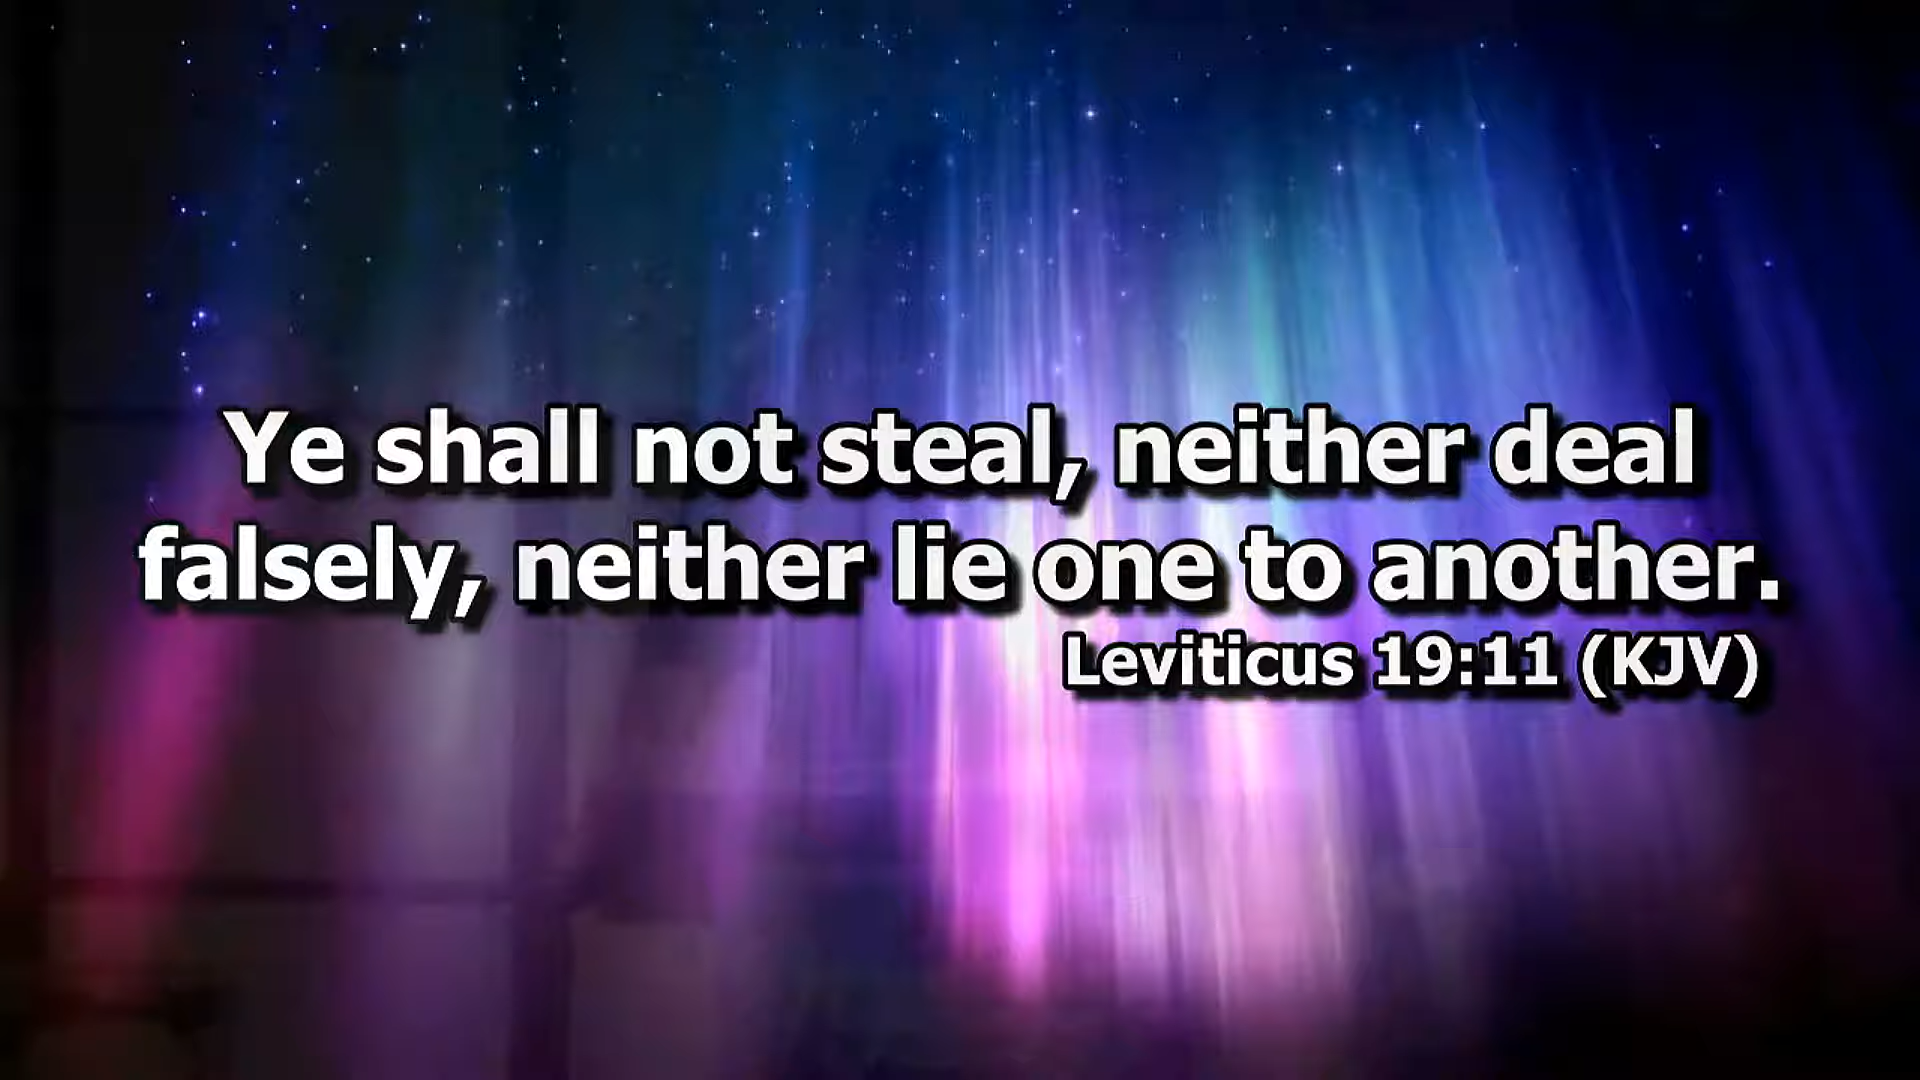 Ye shall not steal, neither deal
falsely, neither lie one to another.
Leviticus 19:11 (KJV)